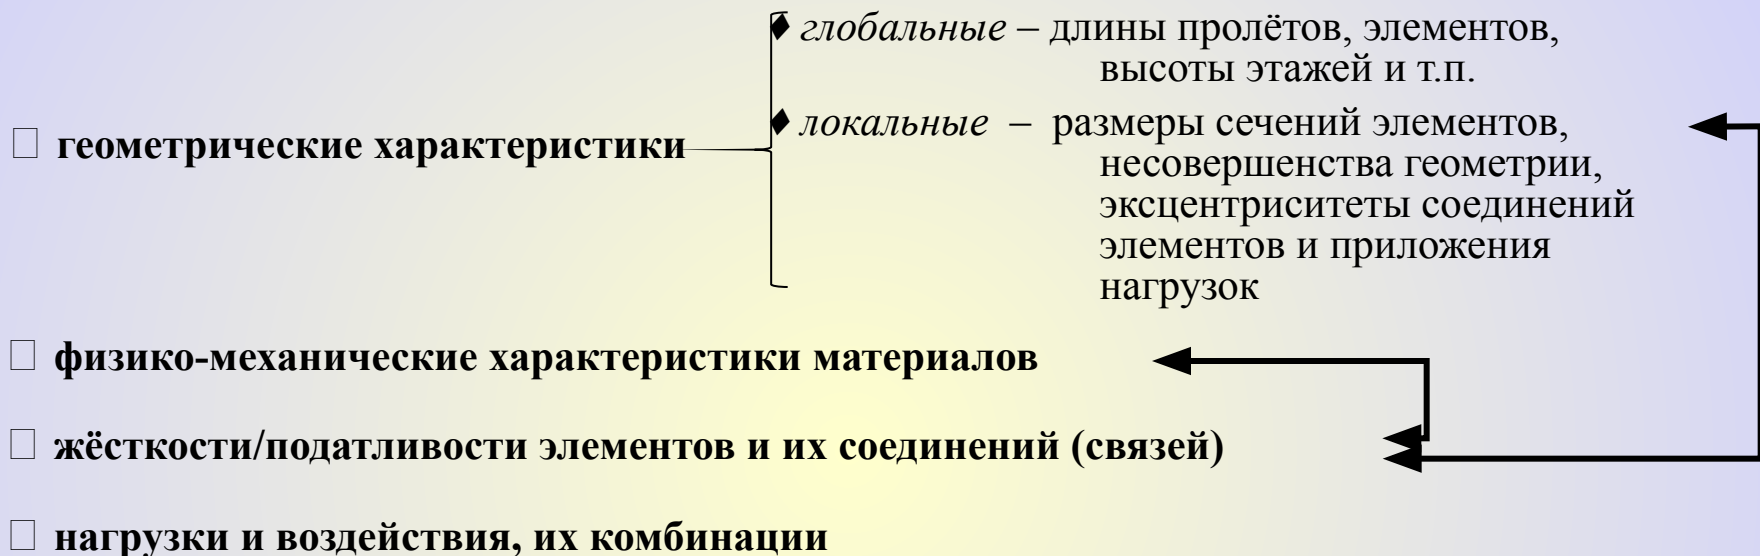 ♦ глобальные – длины пролётов, элементов,
высоты этажей и т.п.
□ геометрические характеристики
♦ локальные – размеры сечений элементов,
несовершенства геометрии,
эксцентриситеты соединений
элементов и приложения
нагрузок
□ физико-механические характеристики материалов
□ жёсткости/податливости элементов и их соединений (связей)
□ нагрузки и воздействия, их комбинации